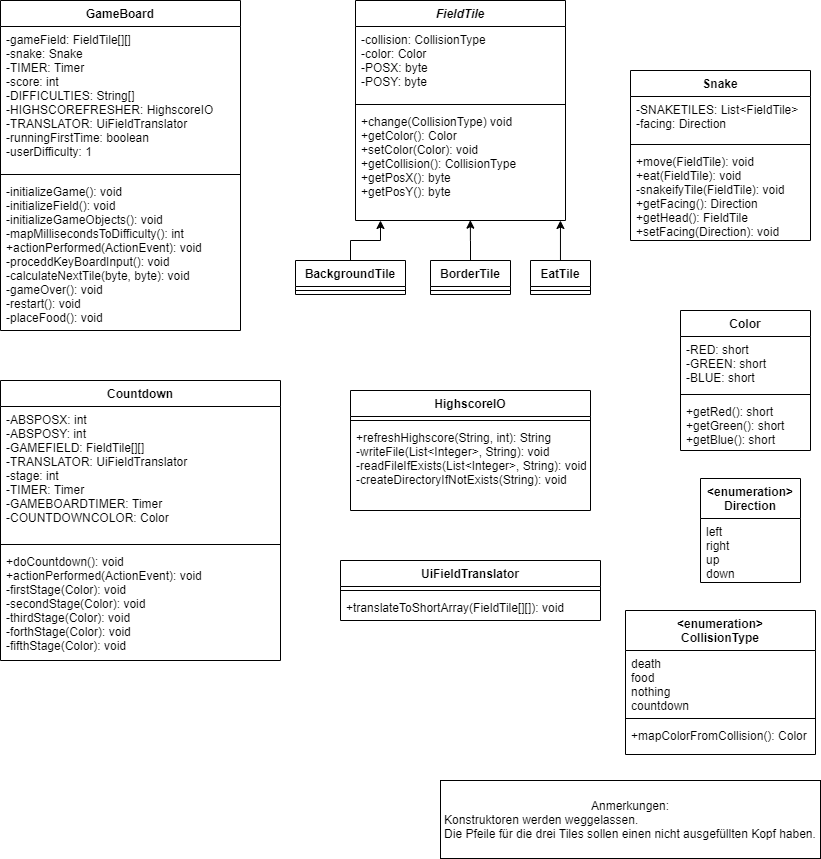 GameBoard
-gameField: FieldTile[][]
-snake: Snake
-TIMER: Timer
-score: int
-DIFFICULTIES: String[]
-HIGHSCOREFRESHER: HighscoreIO
-TRANSLATOR: UiFieldTranslator
-runningFirstTime: boolean
-userDifficulty: 1
-initializeGame(): void
-initializeField(): void
-initializeGameObjects(): void
-mapMillisecondsToDifficulty(): int
+actionPerformed(ActionEvent): void
-proceddKeyBoardInput(): void
-calculateNextTile(byte, byte): void
-gameOver(): void
-restart(): void
-placeFood(): void
FieldTile
-collision: CollisionType
-color: Color
-POSX: byte
-POSY: byte
+change(CollisionType) void
+getColor(): Color
+setColor(Color): void
+getCollision(): CollisionType
+getPosX(): byte
+getPosY(): byte
BackgroundTile
BorderTile
EatTile
Snake
-SNAKETILES: List<FieldTile>
-facing: Direction
+move(FieldTile): void
+eat(FieldTile): void
-snakeifyTile(FieldTile): void
+getFacing(): Direction
+getHead(): FieldTile
+setFacing(Direction): void
Color
-RED: short
-GREEN: short
-BLUE: short
+getRed(): short
+getGreen(): short
+getBlue(): short
Countdown
-ABSPOSX: int
-ABSPOSY: int
-GAMEFIELD: FieldTile[][]
-TRANSLATOR: UiFieldTranslator
-stage: int
-TIMER: Timer
-GAMEBOARDTIMER: Timer
-COUNTDOWNCOLOR: Color
+doCountdown(): void
+actionPerformed(ActionEvent): void
-firstStage(Color): void
-secondStage(Color): void
-thirdStage(Color): void
-forthStage(Color): void
-fifthStage(Color): void
HighscoreIO
+refreshHighscore(String, int): String
-writeFile(List<Integer>, String): void
-readFileIfExists(List<Integer>, String): void
-createDirectoryIfNotExists(String): void
UiFieldTranslator
+translateToShortArray(FieldTile[][]): void
<enumeration>
Direction
left
right
up
down
<enumeration>
CollisionType
death
food
nothing
countdown
+mapColorFromCollision(): Color
Anmerkungen:
Konstruktoren werden weggelassen.
Die Pfeile für die drei Tiles sollen einen nicht ausgefüllten Kopf haben.